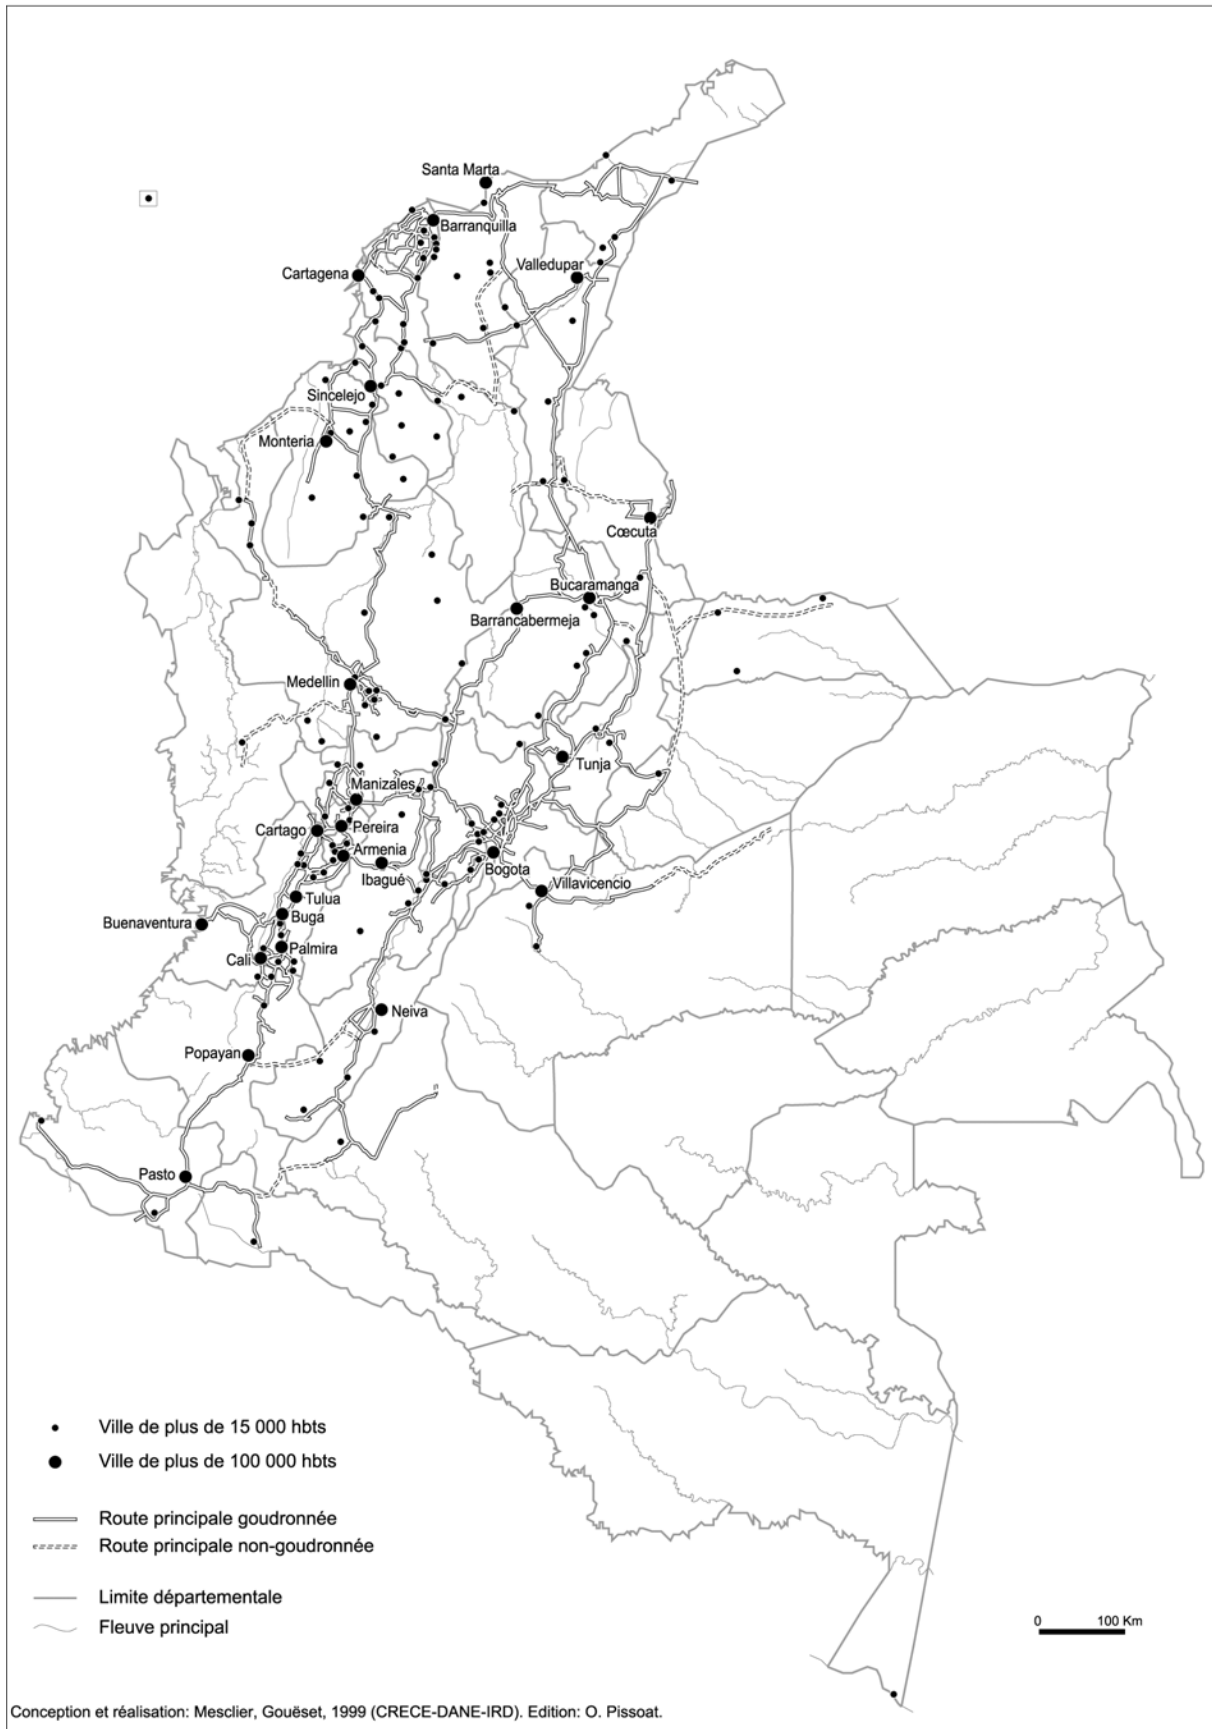 Santa Marta
Barranquilla
Cartagena
Valledupar
Sincelejo
Monteria
Cœcuta
Bucaramanga
Barrancabermeja
Medellin
Tunja
Manizales
Cartago
Pereira
Armenia
Ibagué
Bogota
Villavicencio
Tulua
Buga
Buenaventura
Palmira
Cali
Neiva
Popayan
Pasto
Ville de plus de 15 000 hbts
Ville de plus de 100 000 hbts
Route principale goudronnée
Route principale non-goudronnée
Limite départementale
Fleuve principal
0 100 Km
Conception et réalisation: Mesclier, Gouëset, 1999 (CRECE-DANE-IRD). Edition: O. Pissoat.